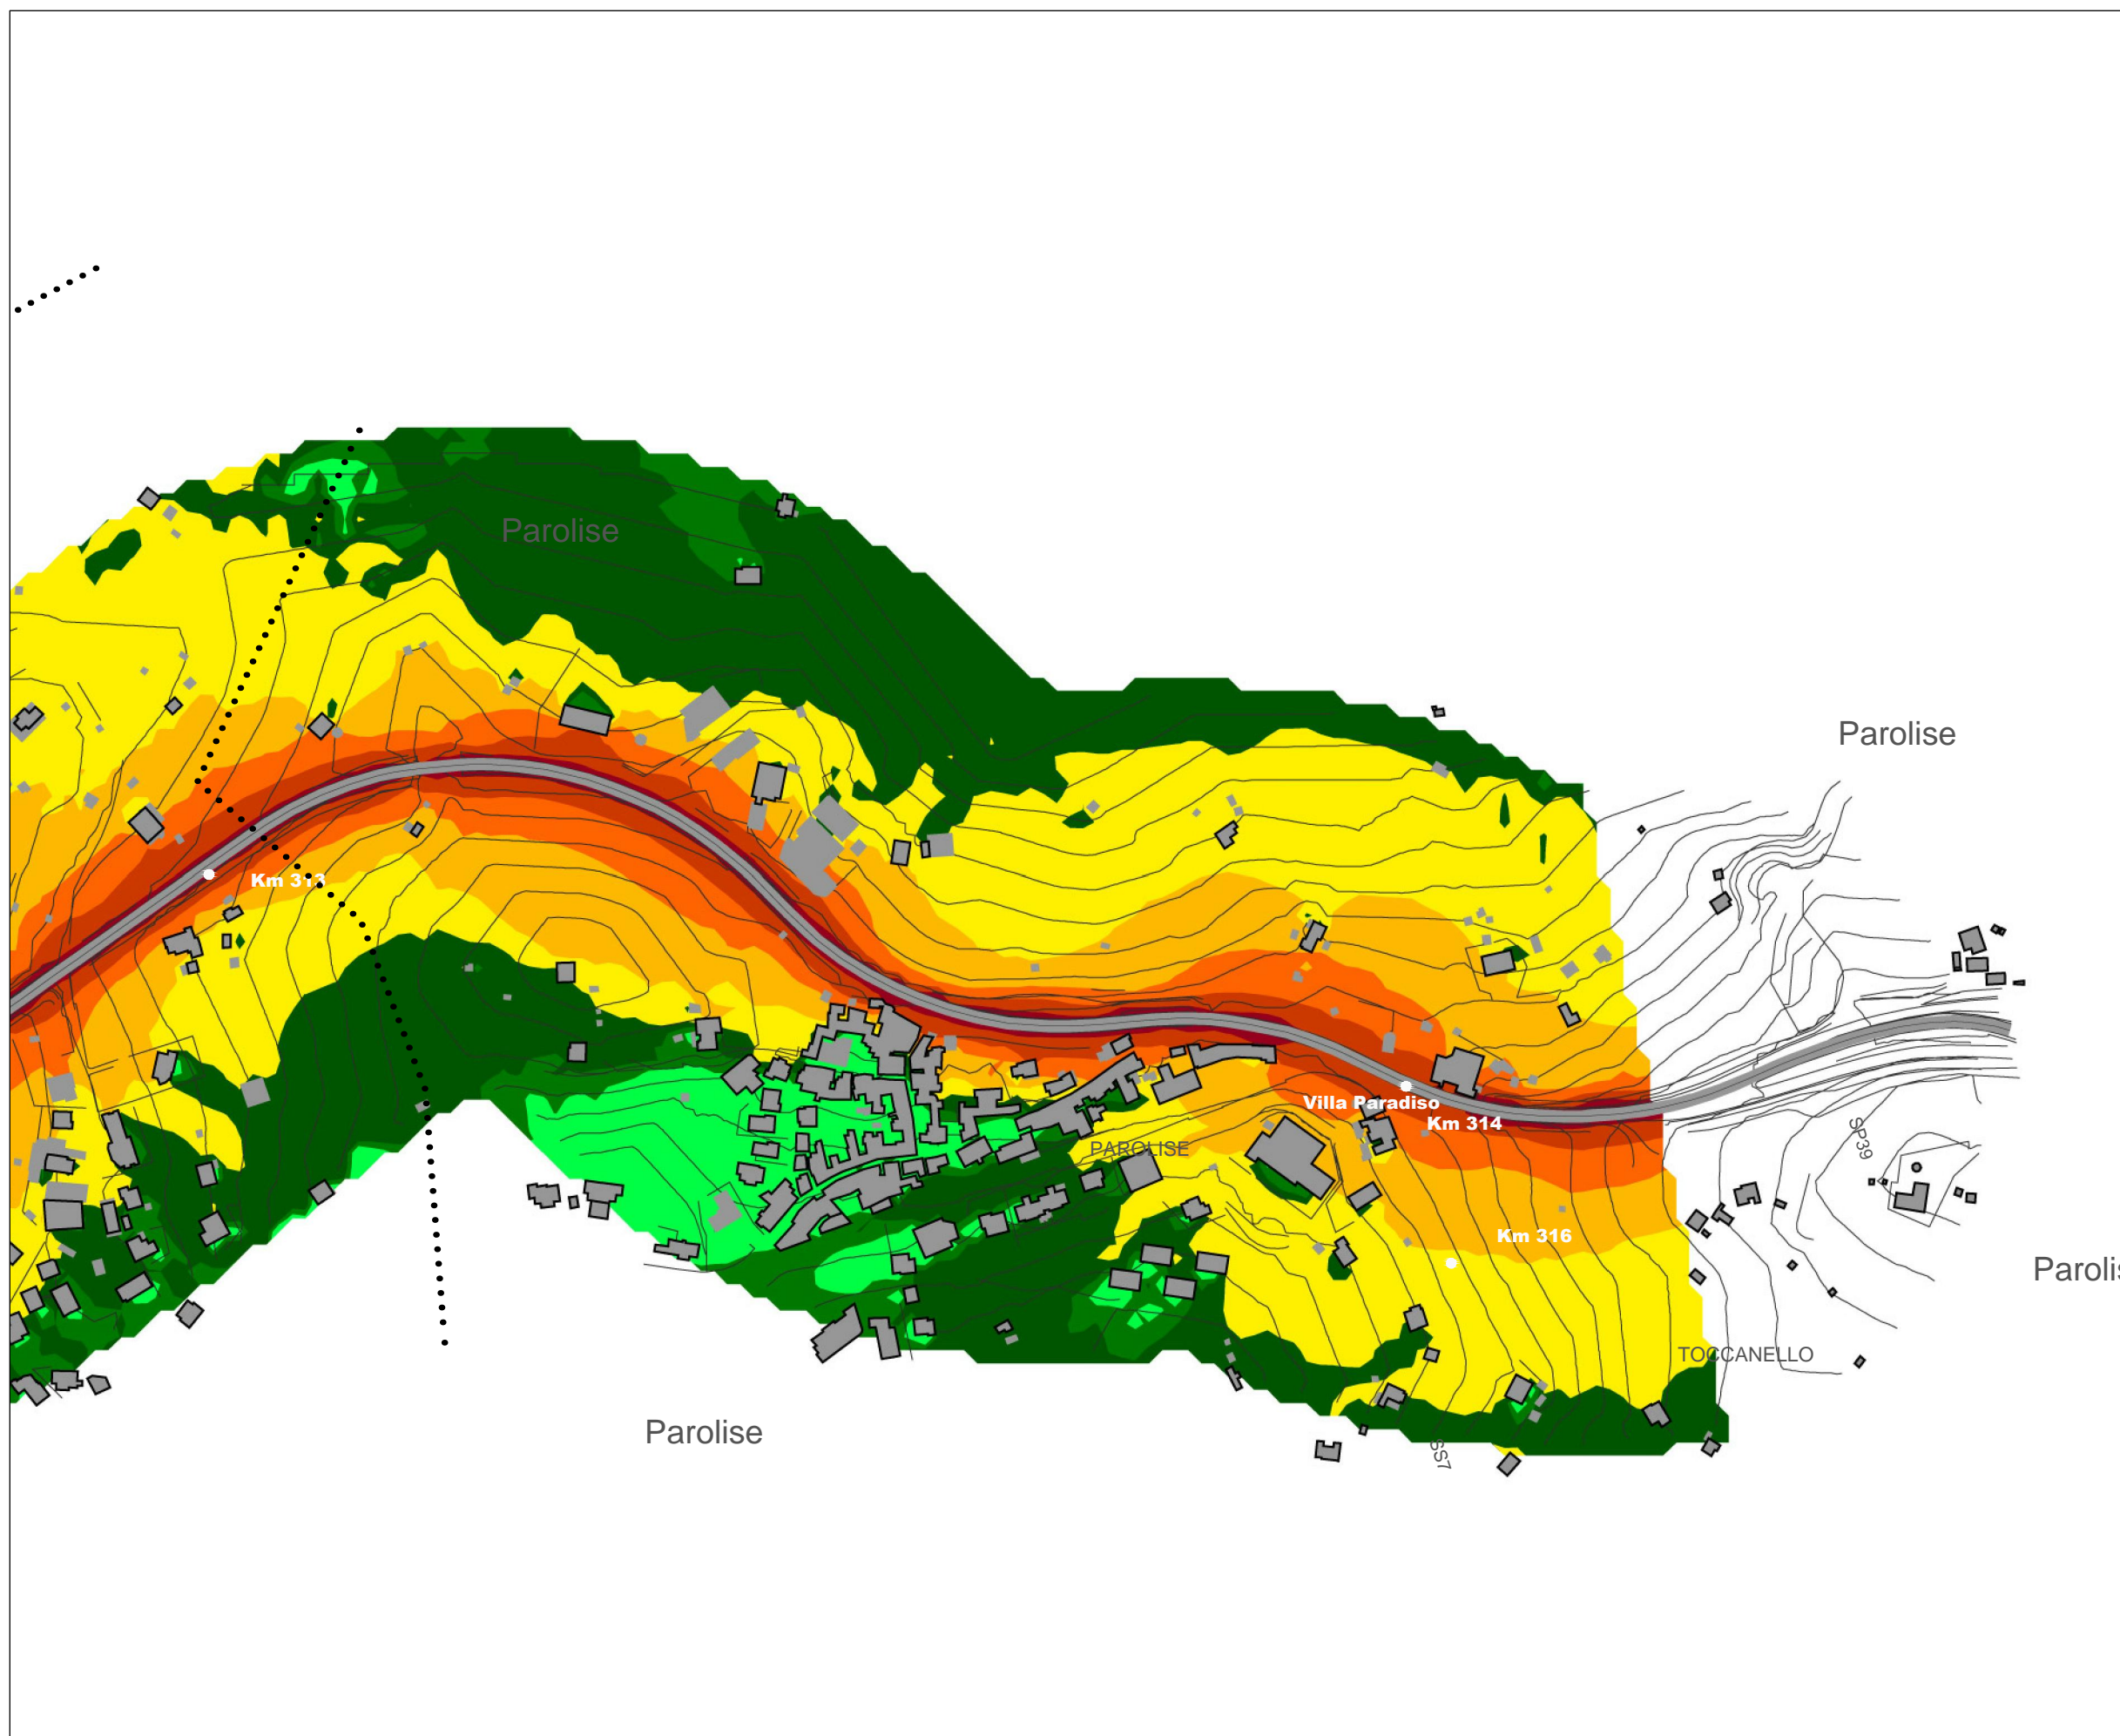 Parolise
Parolise
Km 313
Villa Paradiso
Km 314
PAROLISE
SP39
Km 316
Parolis
TOCCANELLO
Parolise
SS7